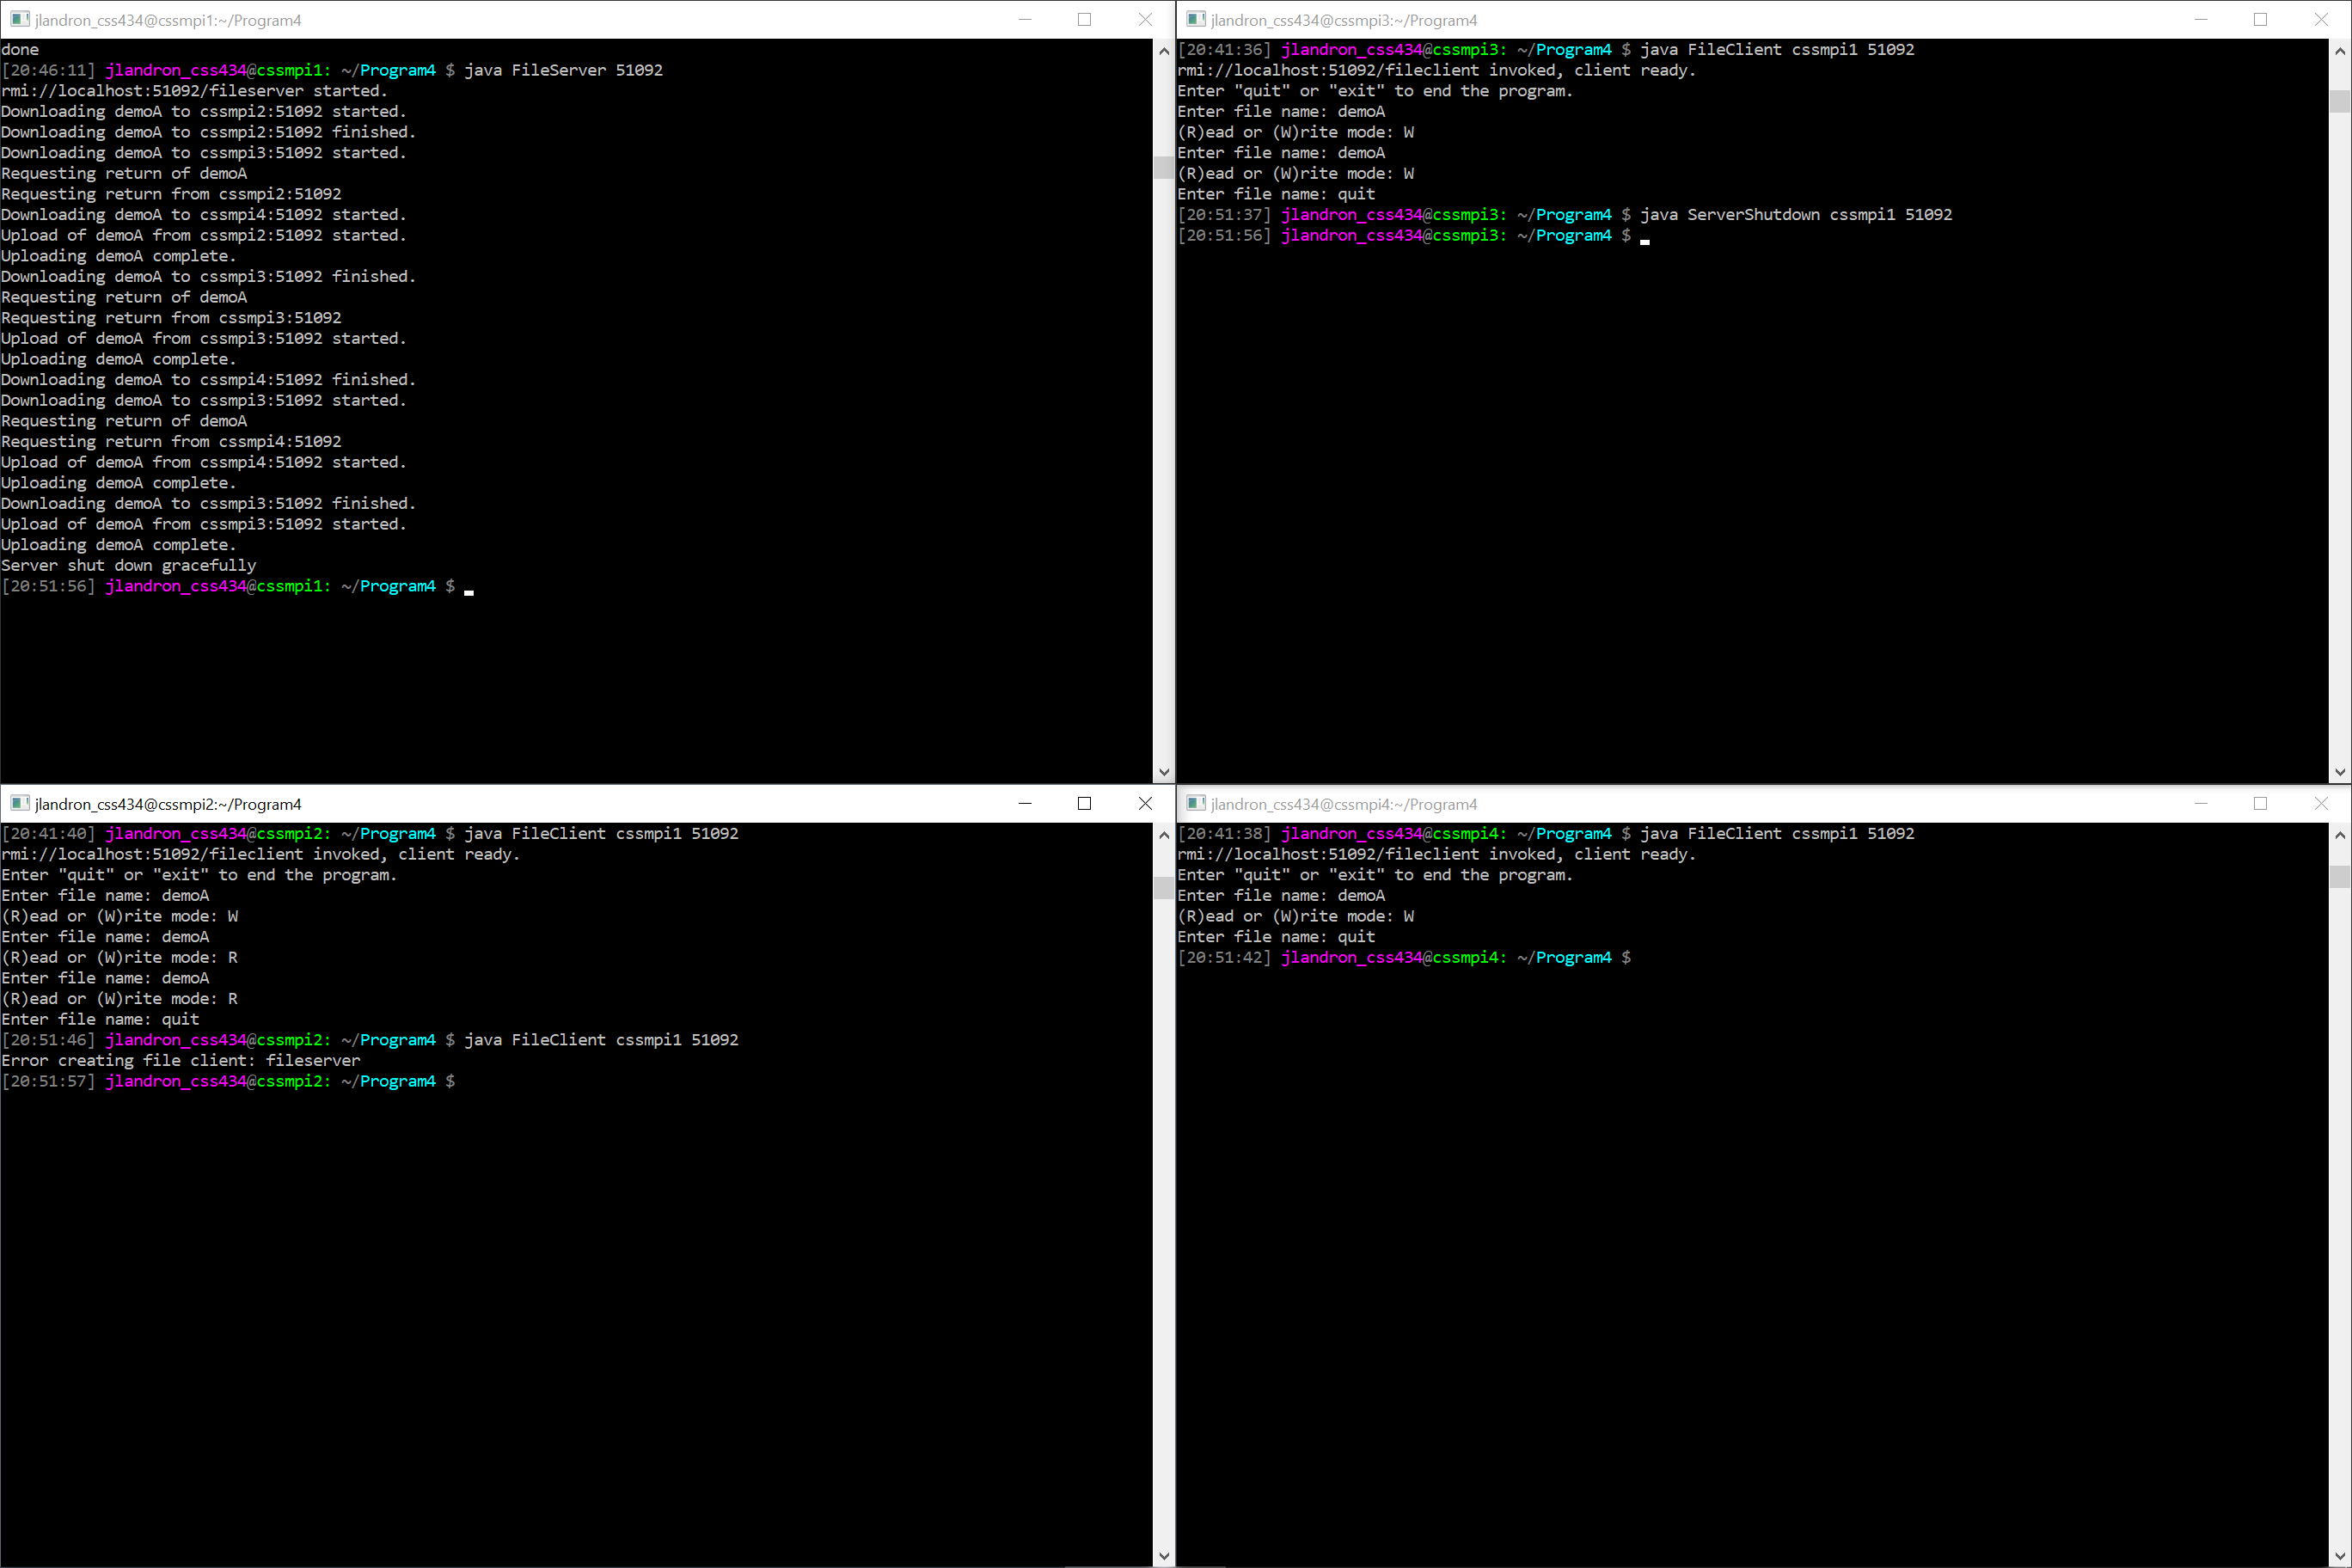 jlandron_css434@cssmpi1:~/Program4
done
[20:46:11] jlandron_css434@cssmpi1: ~/Program4 $ java FileServer 51092
rmi://localhost:51092/fileserver started.
Downloading demoA to cssmpi2:51092 started.
Downloading demoA to cssmpi2:51092 finished.
Downloading demoA to cssmpi3:51092 started.
Requesting return of demoA
Requesting return from cssmpi2:51092
Downloading demoA to cssmpi4:51092 started.
Upload of demoA from cssmpi2:51092 started.
Uploading demoA complete.
Downloading demoA to cssmpi3:51092 finished.
Requesting return of demoA
Requesting return from cssmpi3:51092
Upload of demoA from cssmpi3:51092 started.
Uploading demoA complete.
Downloading demoA to cssmpi4:51092 finished.
Downloading demoA to cssmpi3:51092 started.
Requesting return of demoA
Requesting return from cssmpi4:51092
Upload of demoA from cssmpi4:51092 started.
Uploading demoA complete.
Downloading demoA to cssmpi3:51092 finished.
Upload of demoA from cssmpi3:51092 started.
Uploading demoA complete.
Server shut down gracefully
[20:51:56] jlandron_css434@cssmpi1: ~/Program4 $
jlandron_css434@cssmpi3:~/Program4
[20:41:36] jlandron_css434@cssmpi3: ~/Program4 $ java FileClient cssmpi1 51092
rmi://localhost:51092/fileclient invoked, client ready.
Enter "quit" or "exit" to end the program.
Enter file name: demoA
(R)ead or (W)rite mode: W
Enter file name: demoA
(R)ead or (W)rite mode: W
Enter file name: quit
[20:51:37] jlandron_css434@cssmpi3: ~/Program4 $ java ServerShutdown cssmpi1 51092
[20:51:56] jlandron_css434@cssmpi3: ~/Program4 $
jlandron_css434@cssmpi2:~/Program4
[20:41:40] jlandron_css434@cssmpi2: ~/Program4 $ java FileClient cssmpi1 51092
rmi://localhost:51092/fileclient invoked, client ready.
Enter "quit" or "exit" to end the program.
Enter file name: demoA
(R)ead or (W)rite mode: W
Enter file name: demoA
(R)ead or (W)rite mode: R
Enter file name: demoA
(R)ead or (W)rite mode: R
Enter file name: quit
[20:51:46] jlandron_css434@cssmpi2: ~/Program4 $ java FileClient cssmpi1 51092
Error creating file client: fileserver
[20:51:57] jlandron_css434@cssmpi2: ~/Program4 $
jlandron_css434@cssmpi4:~/Program4
[20:41:38] jlandron_css434@cssmpi4: ~/Program4 $ java FileClient cssmpi1 51092
rmi://localhost:51092/fileclient invoked, client ready.
Enter "quit" or "exit" to end the program.
Enter file name: demoA
(R)ead or (W)rite mode: W
Enter file name: quit
[20:51:42] jlandron_css434@cssmpi4: ~/Program4 $